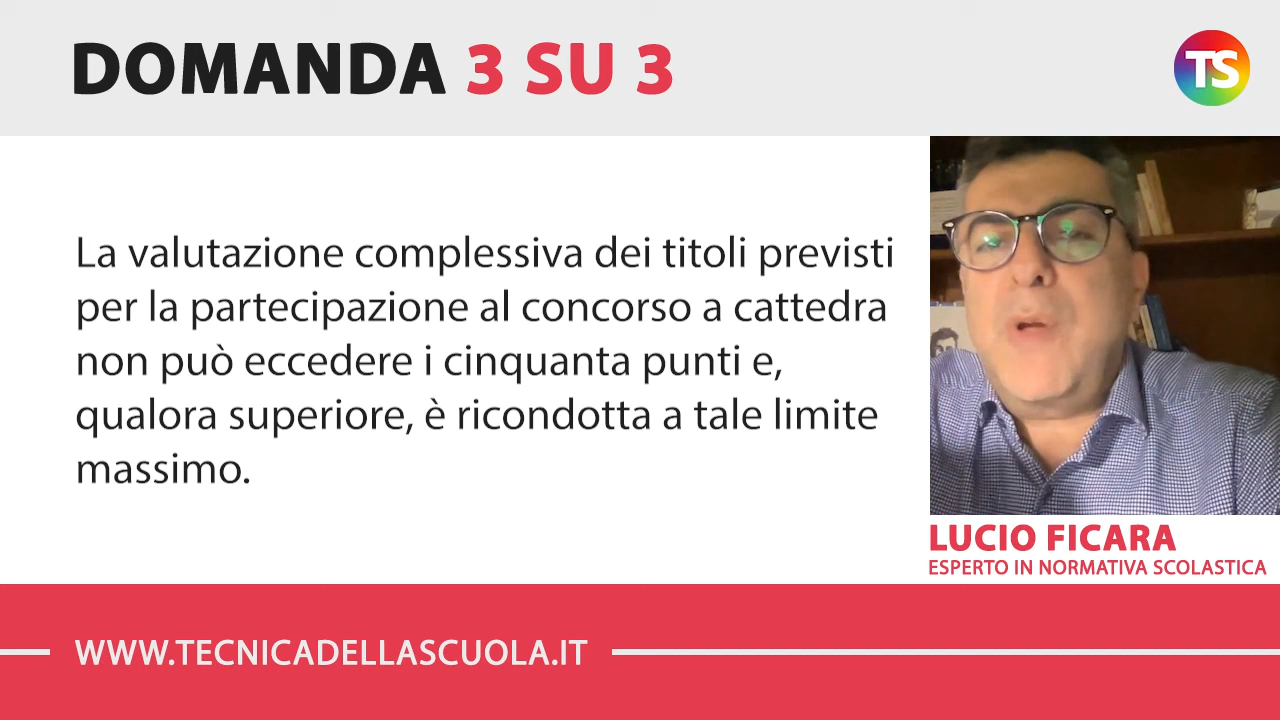 DOMANDA 3 SU 3
TS
La valutazione complessiva dei titoli previsti
per la partecipazione al concorso a cattedra
non può eccedere i cinquanta punti e,
qualora superiore, è ricondotta a tale limite
massimo.
LUCIO FICARA
ESPERTO IN NORMATIVA SCOLASTICA
WWW.TECNICADELLASCUOLA.IT